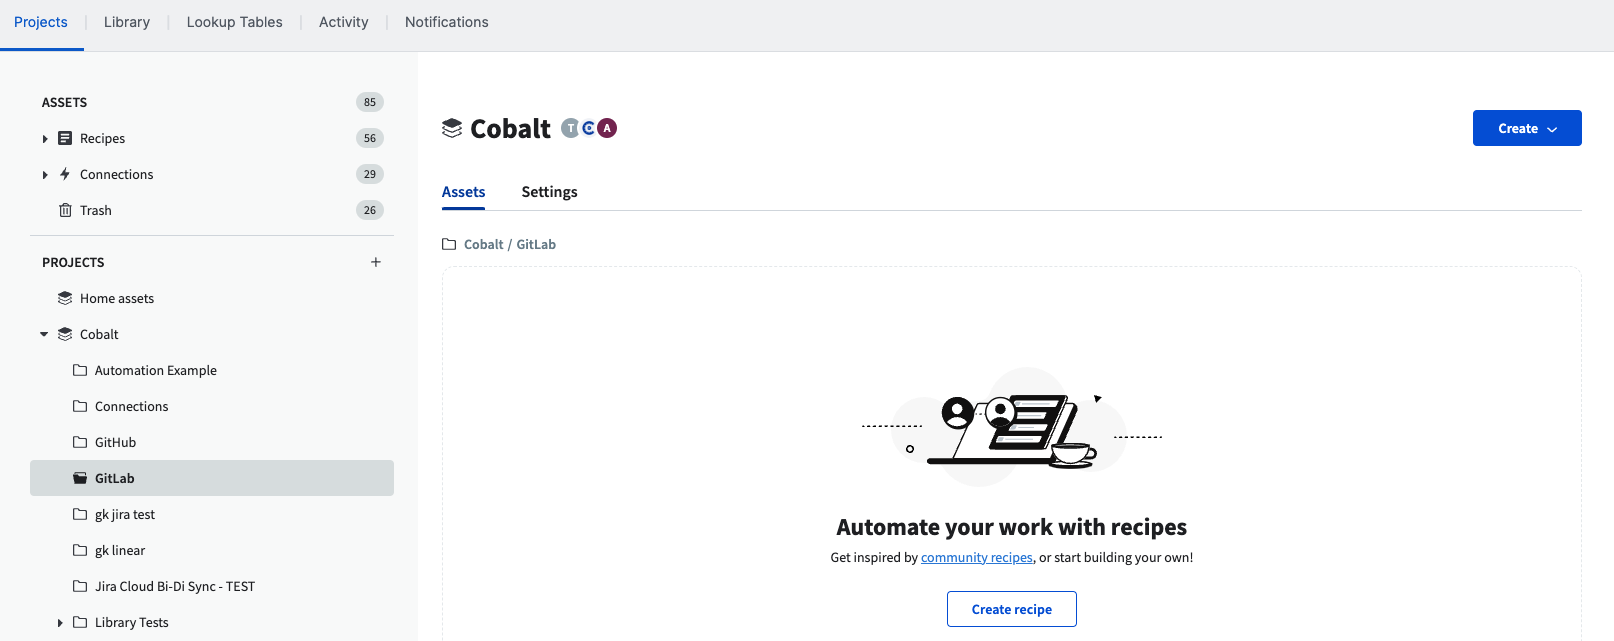 Projects Library Lookup Tables Activity Notifications
ASSETS 85
Recipes 56
Connections 29
Trash 26
PROJECTS +
Home assets
Cobalt
Automation Example
Connections
GitHub
GitLab
gk jira test
gk linear
Jira Cloud Bi-Di Sync - TEST
Library Tests
Cobalt T C A
Create
Assets Settings
Cobalt / GitLab
Automate your work with recipes
Get inspired by community recipes, or start building your own!
Create recipe